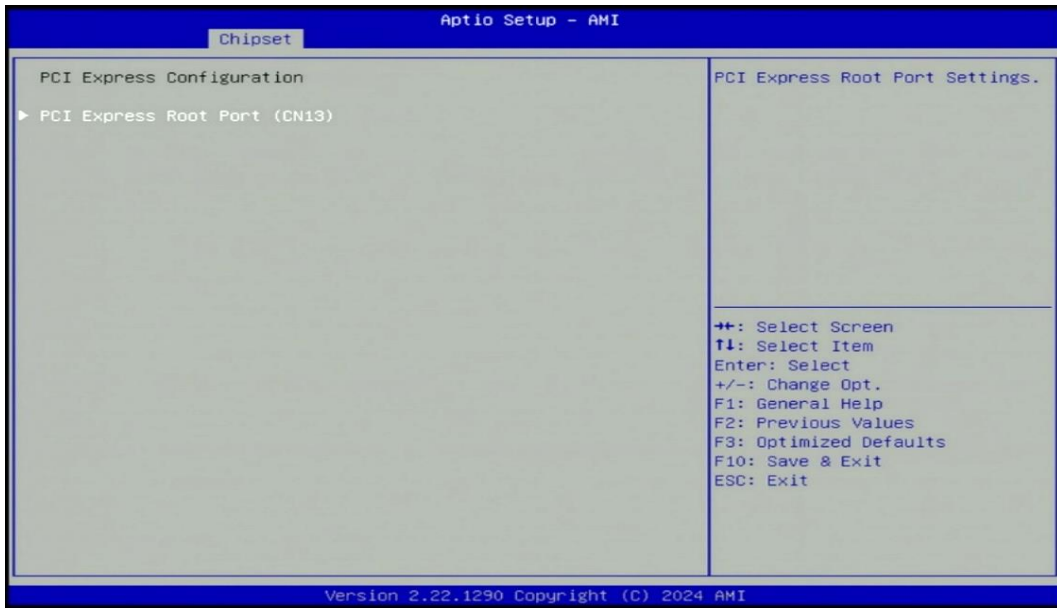 Aptio Setup - AMI
Chipset
PCI Express Configuration
▶ PCI Express Root Port (CN13)
PCI Express Root Port Settings.
→←: Select Screen
↑↓: Select Item
Enter: Select
+/-: Change Opt.
F1: General Help
F2: Previous Values
F3: Optimized Defaults
F10: Save & Exit
ESC: Exit
Version 2.22.1290 Copyright (C) 2024 AMI